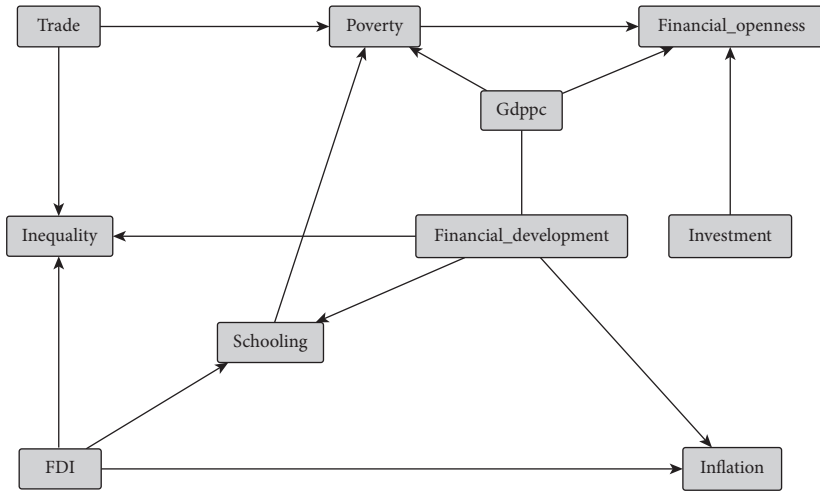 Trade
Poverty
Financial_openness
Gdppc
Inequality
Financial_development
Investment
Schooling
FDI
Inflation